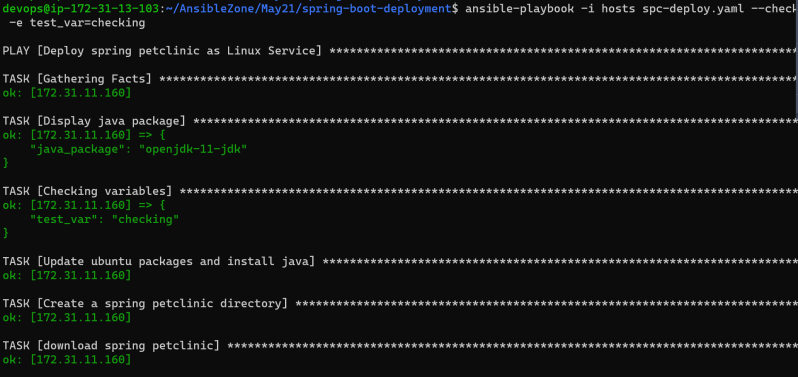 devops@ip-172-31-13-103:~/AnsibleZone/May21/spring-boot-deployment$ ansible-playbook -i hosts spc-deploy.yaml --check
 -e test_var=checking
PLAY [Deploy spring petclinic as Linux Service] *********************************************************************
TASK [Gathering Facts] **********************************************************************************************
ok: [172.31.11.160]
TASK [Display java package] *****************************************************************************************
ok: [172.31.11.160] => {
    "java_package": "openjdk-11-jdk"
}
TASK [Checking variables] *******************************************************************************************
ok: [172.31.11.160] => {
    "test_var": "checking"
}
TASK [Update ubuntu packages and install java] **********************************************************************
ok: [172.31.11.160]
TASK [Create a spring petclinic directory] **************************************************************************
ok: [172.31.11.160]
TASK [download spring petclinic] ************************************************************************************
ok: [172.31.11.160]